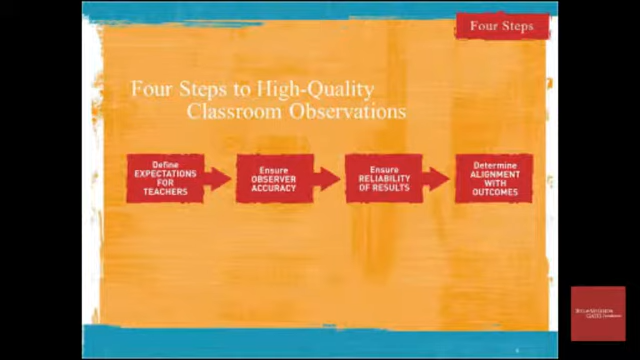 Four Steps
Four Steps to High-Quality
Classroom Observations
Define
EXPECTATIONS
FOR
TEACHERS
Ensure
OBSERVER
ACCURACY
Ensure
RELIABILITY
OF RESULTS
Determine
ALIGNMENT
WITH
OUTCOMES